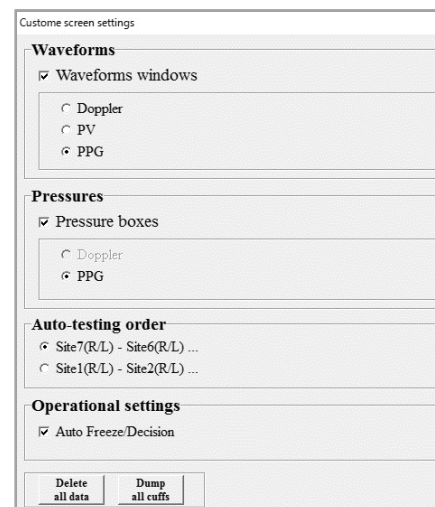 Custome screen settings
Waveforms
Waveforms windows
Doppler
PV
PPG
Pressures
Pressure boxes
Doppler
PPG
Auto-testing order
Site7(R/L) - Site6(R/L) ...
Site1(R/L) - Site2(R/L) ...
Operational settings
Auto Freeze/Decision
Delete
all data
Dump
all cuffs